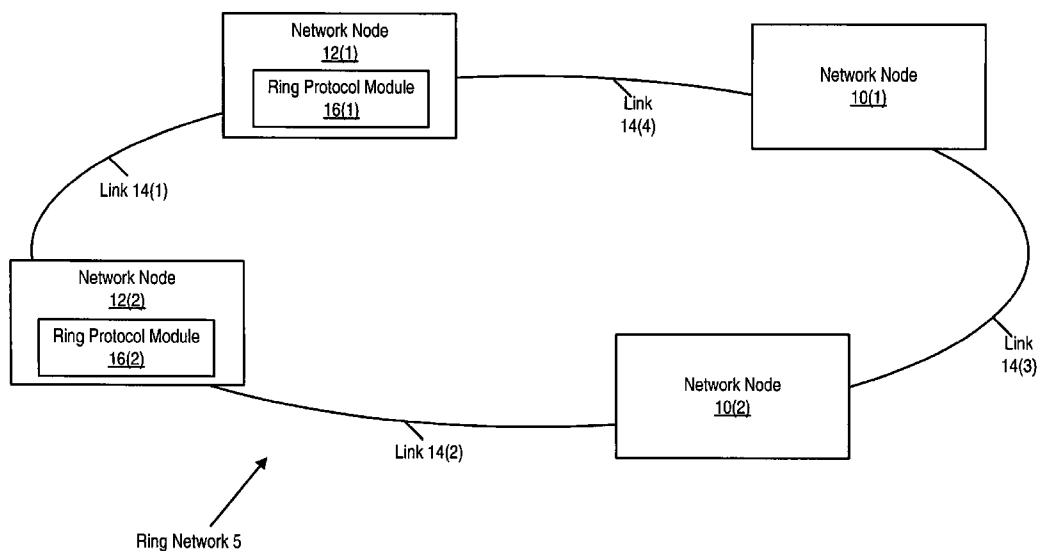 Network Node
12(1)
Ring Protocol Module
16(1)
Link
14(4)
Network Node
10(1)
Link 14(1)
Network Node
12(2)
Ring Protocol Module
16(2)
Link
14(3)
Network Node
10(2)
Link 14(2)
Ring Network 5